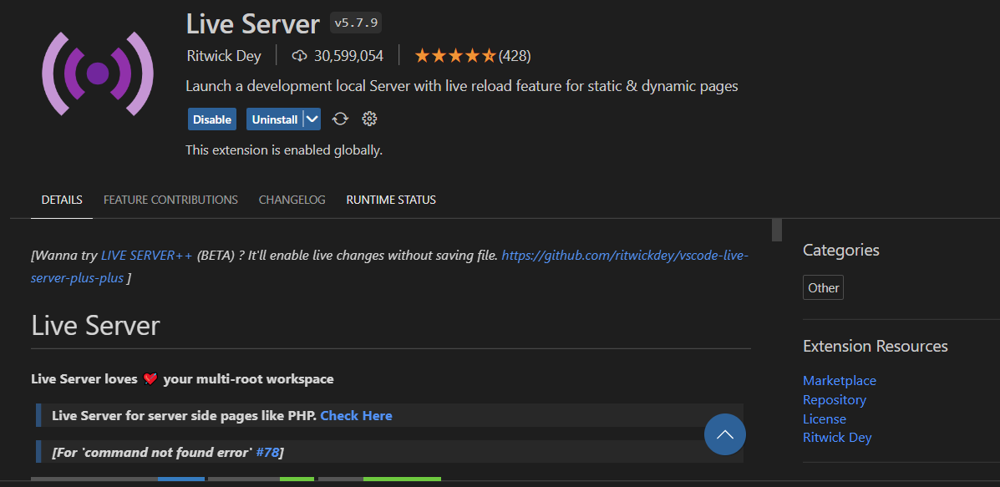 Live Server v5.7.9
Ritwick Dey 30,599,054 (428)
Launch a development local Server with live reload feature for static & dynamic pages
Disable Uninstall
This extension is enabled globally.
DETAILS FEATURE CONTRIBUTIONS CHANGELOG RUNTIME STATUS
[Wanna try LIVE SERVER++ (BETA) ? It'll enable live changes without saving file. https://github.com/ritwickdey/vscode-live-
server-plus-plus ]
Live Server
Live Server loves ❤️ your multi-root workspace
Live Server for server side pages like PHP. Check Here
[For 'command not found error' #78]
Categories
Other
Extension Resources
Marketplace
Repository
License
Ritwick Dey